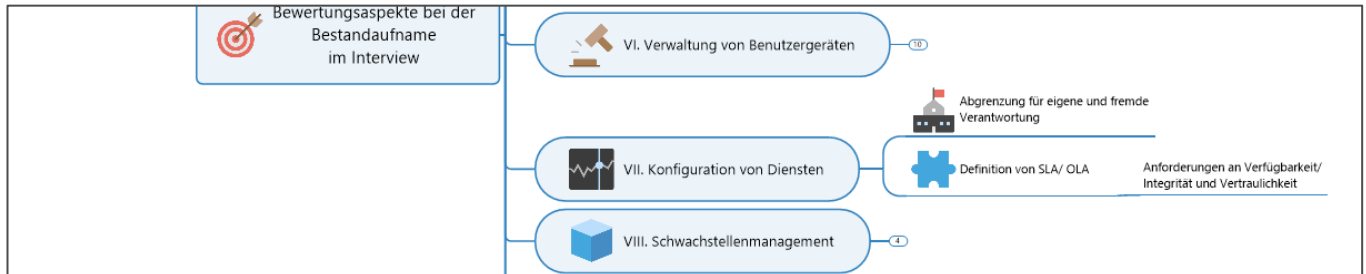 Bewertungsaspekte bei der
Bestandaufname
im Interview
VI. Verwaltung von Benutzergeräten
10
Abgrenzung für eigene und fremde
Verantwortung
VII. Konfiguration von Diensten
Definition von SLA/ OLA
Anforderungen an Verfügbarkeit/
Integrität und Vertraulichkeit
VIII. Schwachstellenmanagement
4